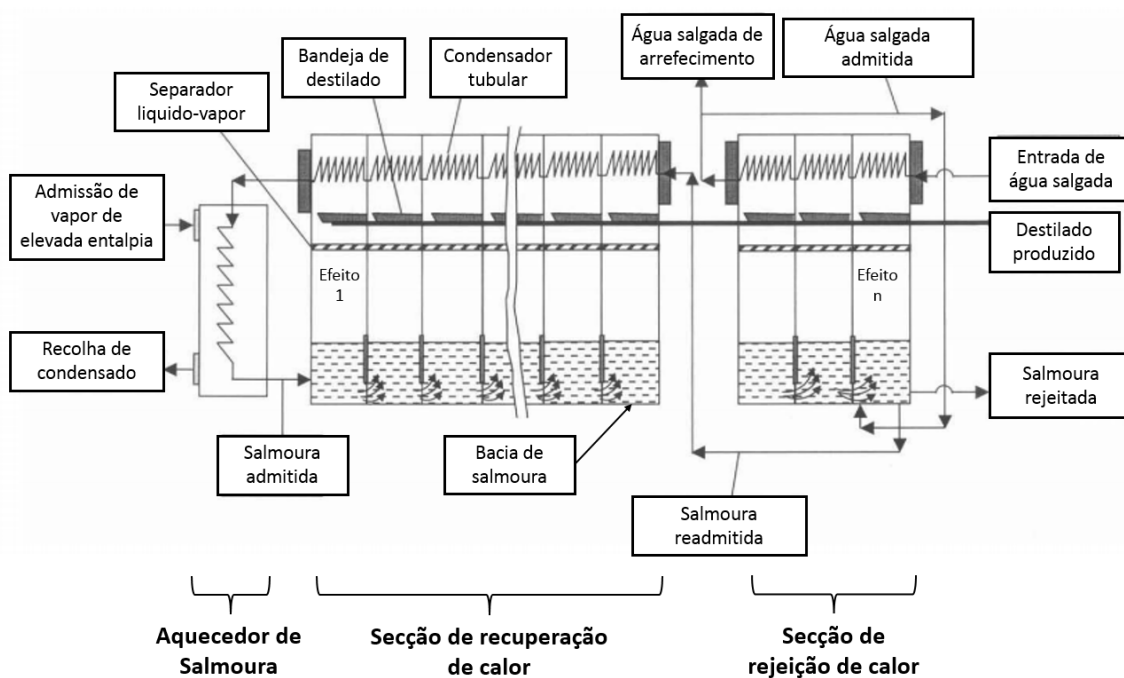 Água salgada de
arrefecimento
Água salgada
admitida
Bandeja de
destilado
Condensador
tubular
Separador
liquido-vapor
Admissão de
vapor de
elevada entalpia
Entrada de
água salgada
Destilado
produzido
Efeito
1
Efeito
n
Recolha de
condensado
Salmoura
rejeitada
Salmoura
admitida
Bacia de
salmoura
Salmoura
readmitida
Aquecedor de
Salmoura
Secção de recuperação
de calor
Secção de
rejeição de calor